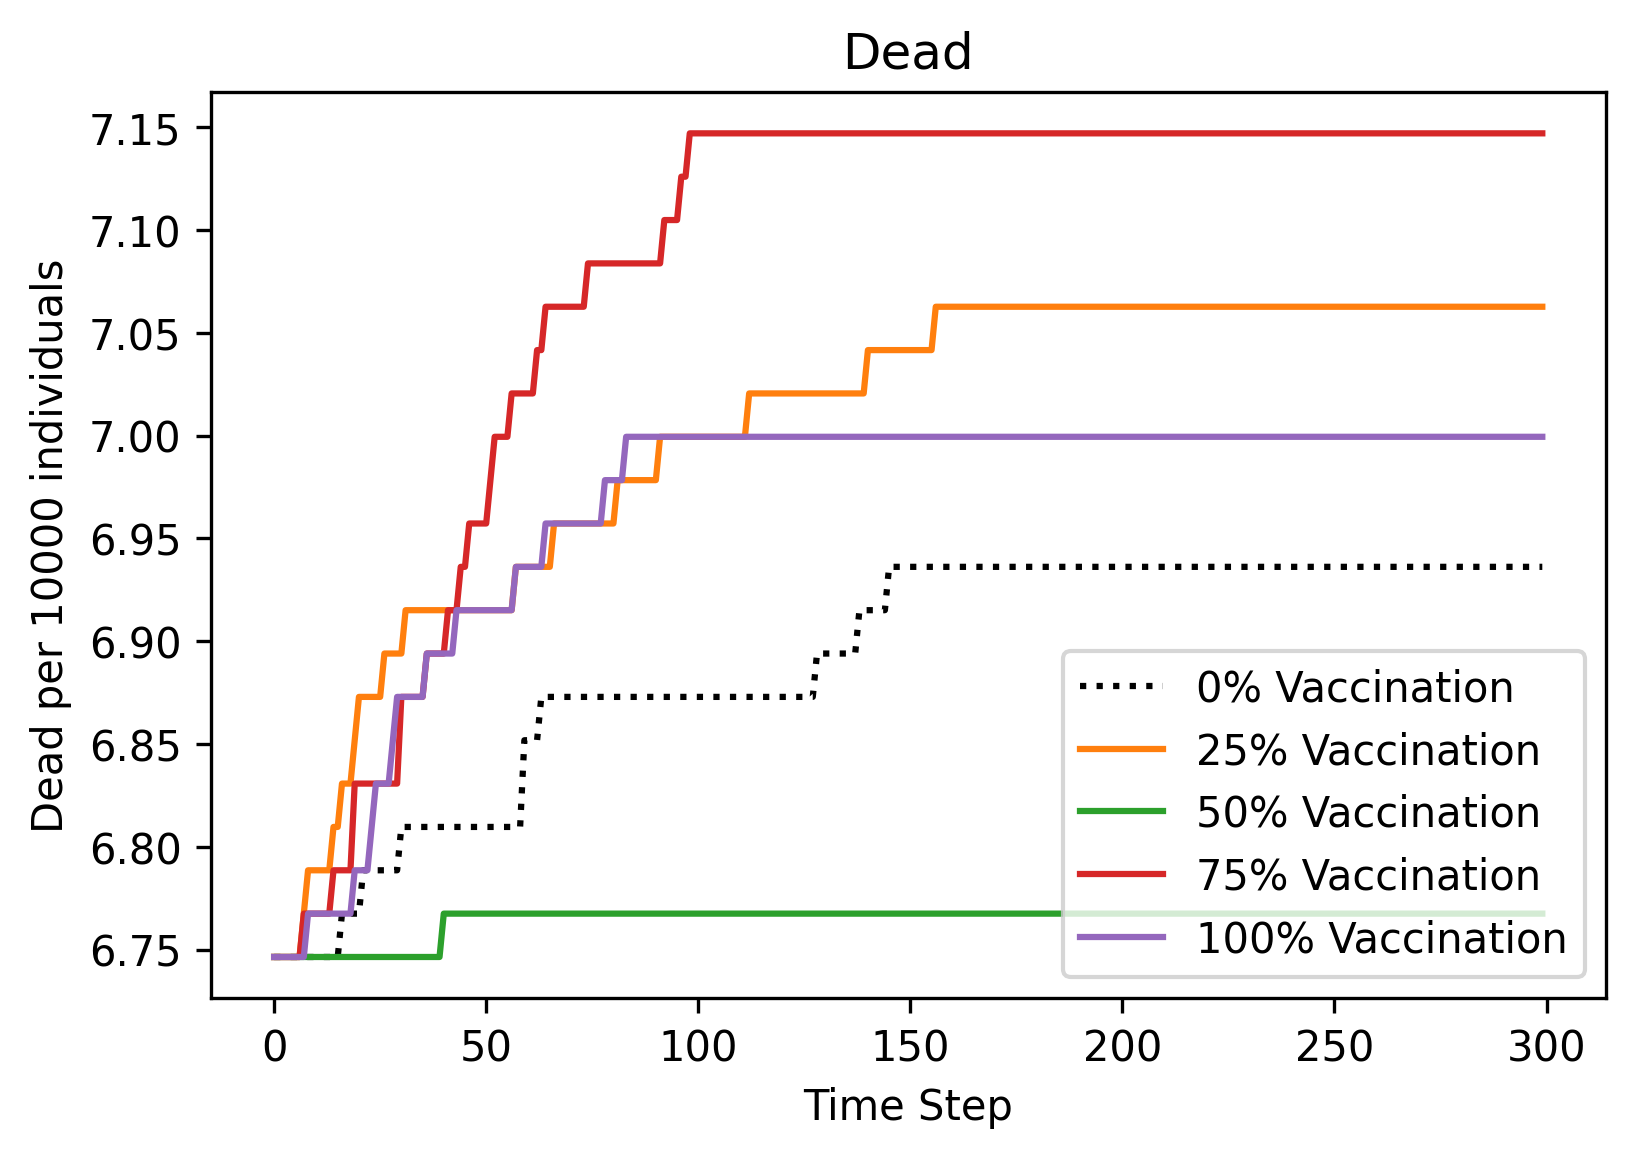 Dead
Dead per 10000 individuals
7.15
7.10
7.05
7.00
6.95
6.90
6.85
6.80
6.75
0% Vaccination
25% Vaccination
50% Vaccination
75% Vaccination
100% Vaccination
0 50 100 150 200 250 300
Time Step